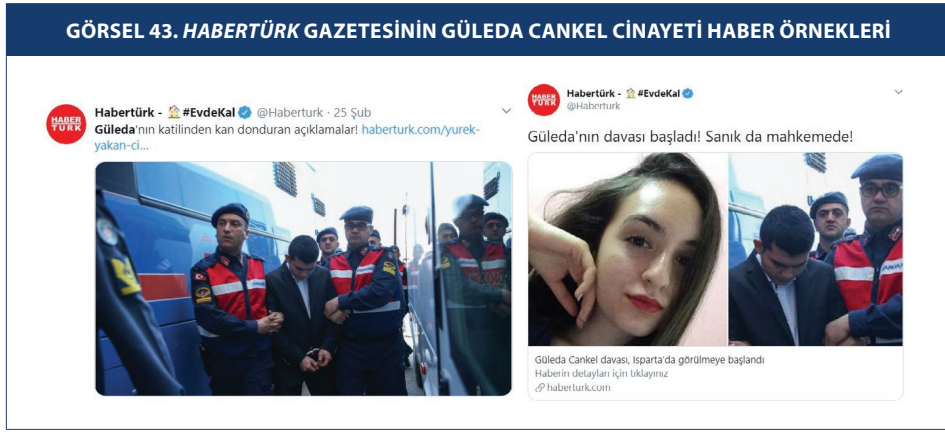 GÖRSEL 43. HABERTÜRK GAZETESİNİN GÜLEDA CANKEL CİNAYETİ HABER ÖRNEKLERİ
HABER
TÜRK
Habertürk - 🏠#EvdeKal @Haberturk · 25 Şub
Güleda'nın katilinden kan donduran açıklamalar! haberturk.com/yurek-
yakan-ci...
HABER
TÜRK
Habertürk - 🏠#EvdeKal
@Haberturk
Güleda'nın davası başladı! Sanık da mahkemede!
Güleda Cankel davası, Isparta'da görülmeye başlandı
Haberin detayları için tıklayınız
haberturk.com